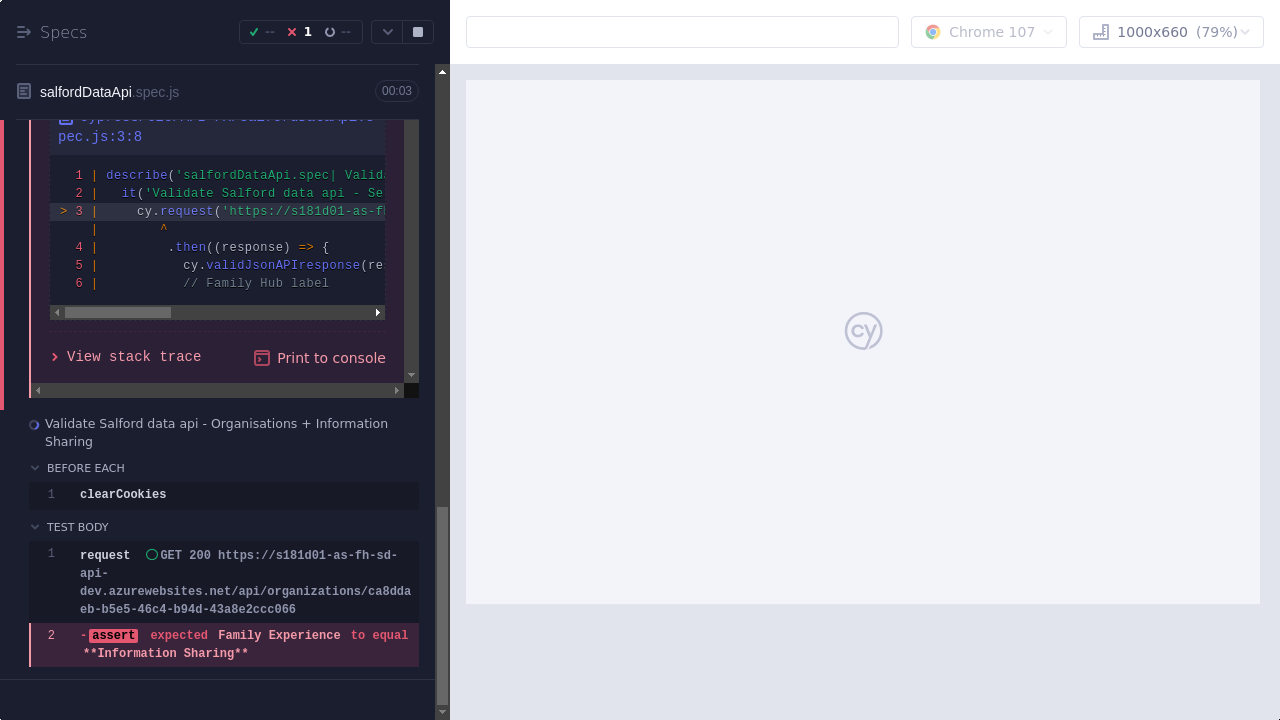 Specs
-- 1 --
Chrome 107
1000x660 (79%)
salfordDataApi.spec.js
00:03
pec.js:3:8
1 | describe('salfordDataApi.spec| Valid
2 | it('Validate Salford data api - Se
> 3 | cy.request('https://s181d01-as-f
| ^
4 | .then((response) => {
5 | cy.validJsonAPIresponse(re
6 | // Family Hub label
View stack trace
Print to console
Validate Salford data api - Organisations + Information
Sharing
BEFORE EACH
1 clearCookies
TEST BODY
1 request GET 200 https://s181d01-as-fh-sd-
api-
dev.azurewebsites.net/api/organizations/ca8dda
eb-b5e5-46c4-b94d-43a8e2ccc066
2 -assert expected Family Experience to equal
**Information Sharing**
cy